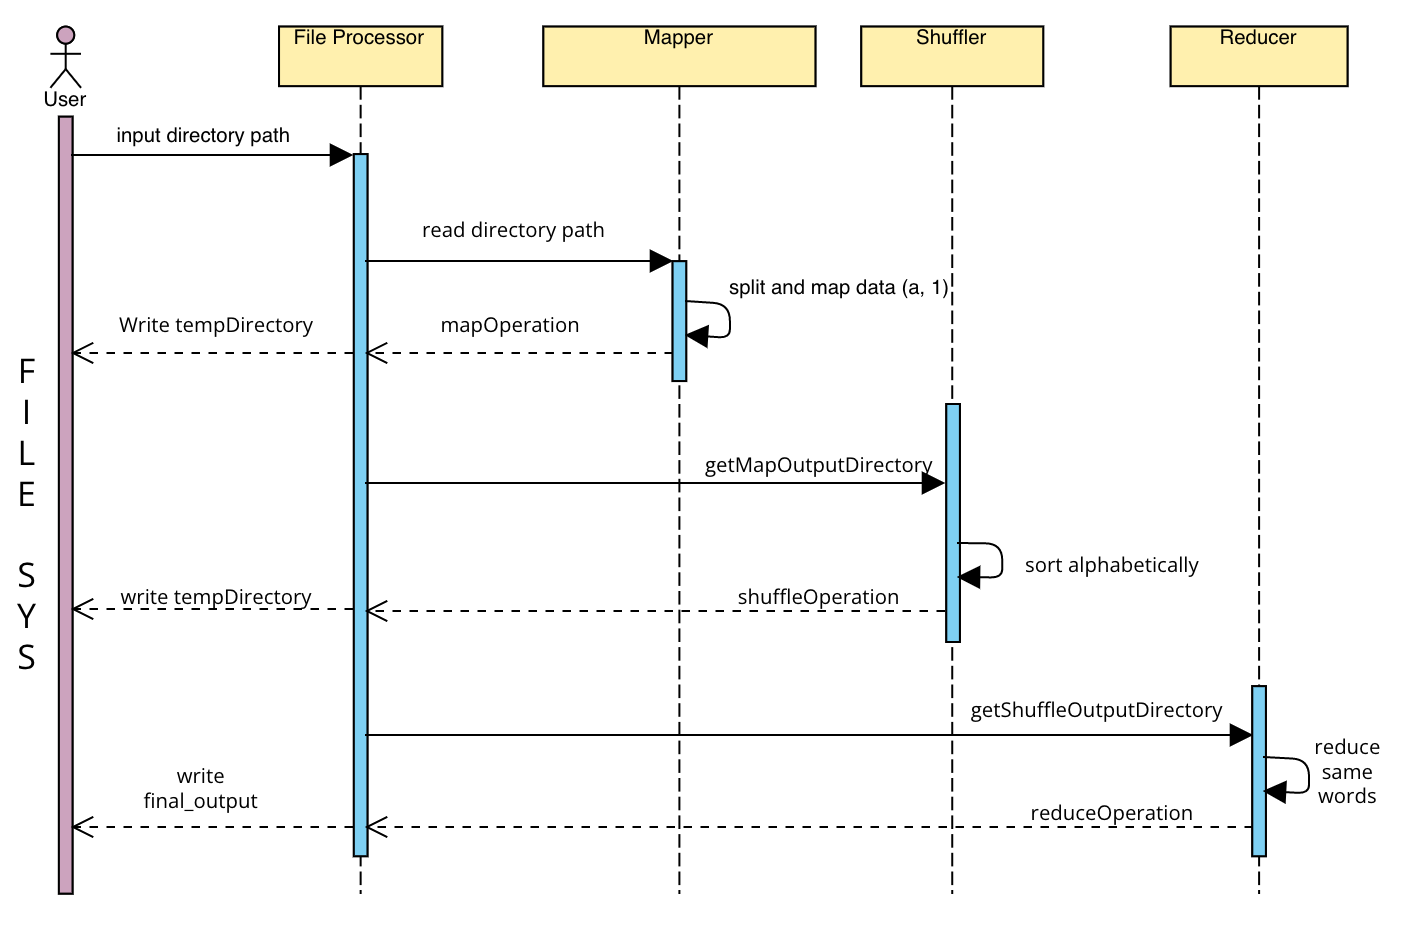 User
File Processor
Mapper
Shuffler
Reducer
input directory path
read directory path
split and map data (a, 1)
Write tempDirectory
mapOperation
F
I
L
E
S
Y
S
getMapOutputDirectory
sort alphabetically
write tempDirectory
shuffleOperation
getShuffleOutputDirectory
reduce
same
words
write
final_output
reduceOperation